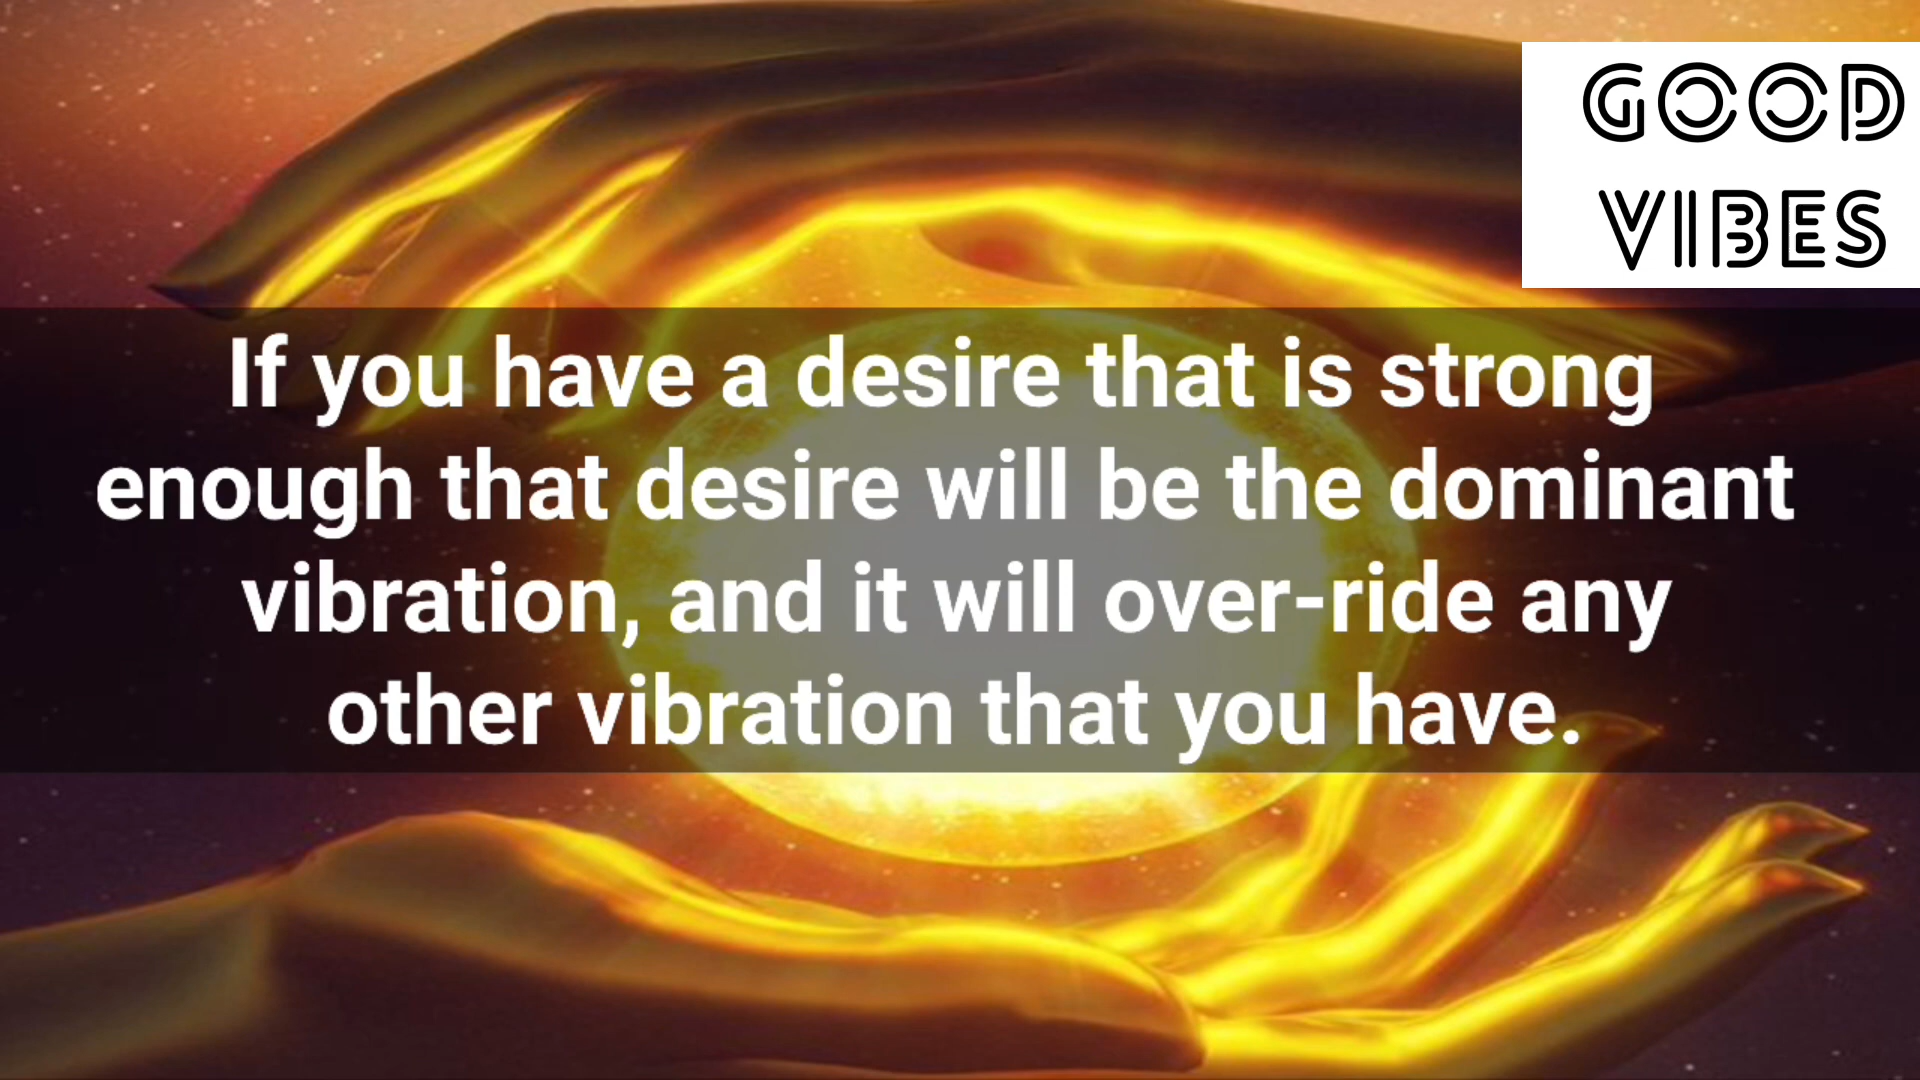 GOOD
VIBES
If you have a desire that is strong
enough that desire will be the dominant
vibration, and it will over-ride any
other vibration that you have.